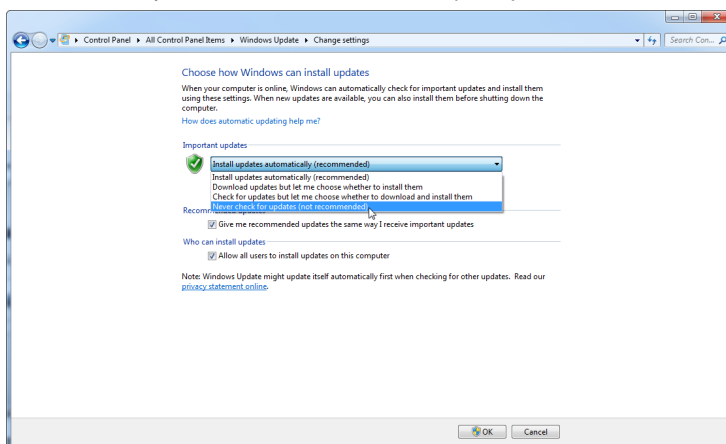 Control Panel ▸ All Control Panel Items ▸ Windows Update ▸ Change settings
Search Con...
Choose how Windows can install updates
When your computer is online, Windows can automatically check for important updates and install them
using these settings. When new updates are available, you can also install them before shutting down the
computer.
How does automatic updating help me?
Important updates
Install updates automatically (recommended)
Install updates automatically (recommended)
Download updates but let me choose whether to install them
Check for updates but let me choose whether to download and install them
Never check for updates (not recommended)
Recommended updates
Give me recommended updates the same way I receive important updates
Who can install updates
Allow all users to install updates on this computer
Note: Windows Update might update itself automatically first when checking for other updates. Read our
privacy statement online.
OK Cancel